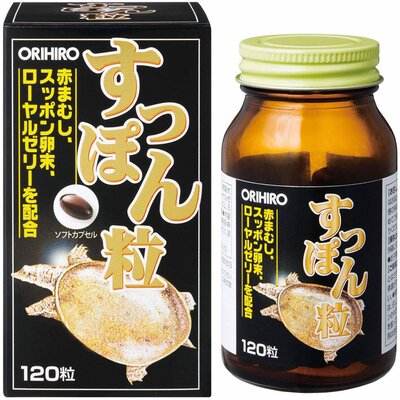 ORIHIRO
赤まむし、
スッポン卵末、
ローヤルゼリーを配合
すっぽん粒
ソフトカプセル
120粒
ORIHIRO
赤まむし、
スッポン卵末、
ローヤルゼリーを配合
すっぽん粒
120粒